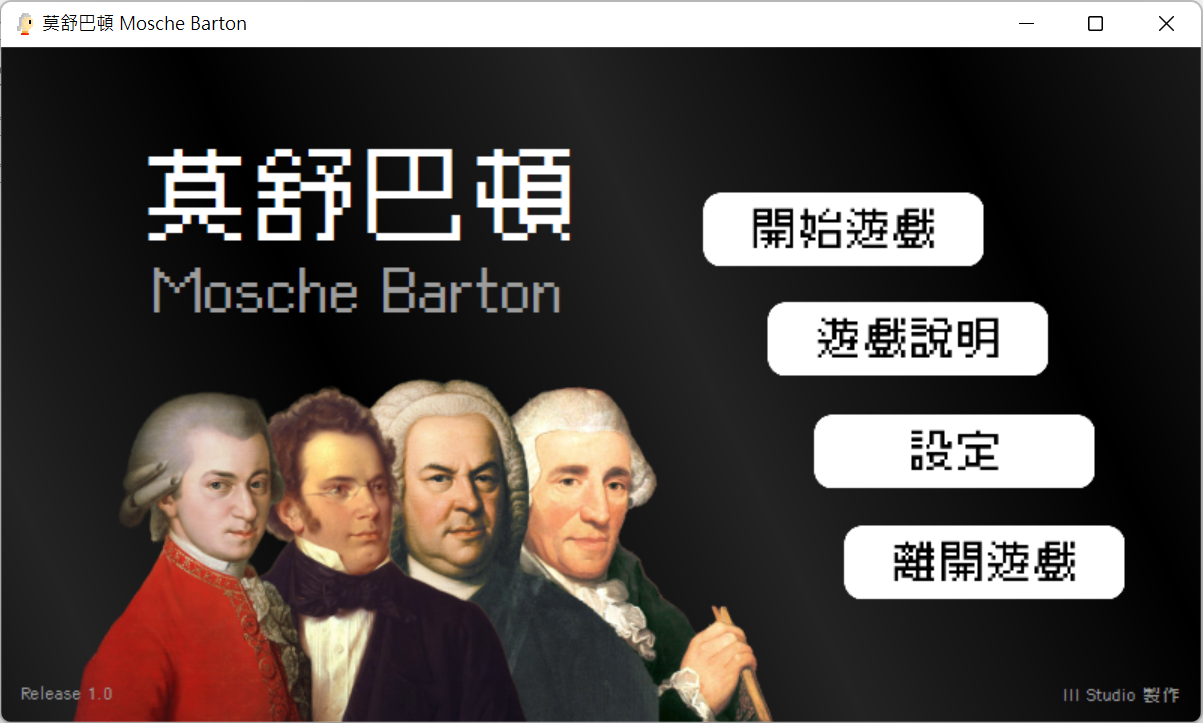 莫舒巴頓 Mosche Barton
莫舒巴頓
Mosche Barton
開始遊戲
遊戲說明
設定
離開遊戲
Release 1.0
III Studio 製作